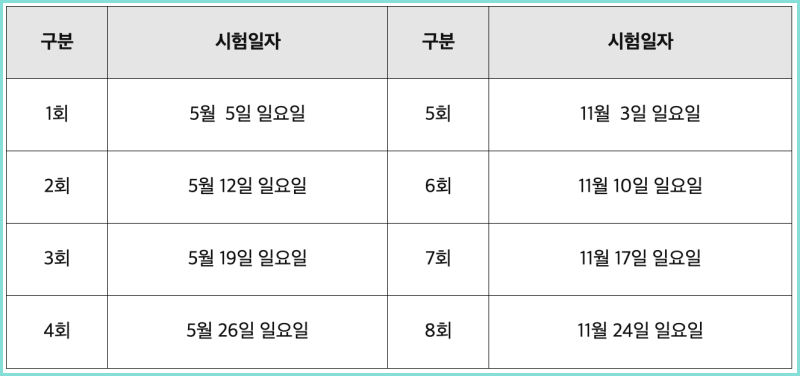 구분 시험일자 구분 시험일자
1회 5월 5일 일요일 5회 11월 3일 일요일
2회 5월 12일 일요일 6회 11월 10일 일요일
3회 5월 19일 일요일 7회 11월 17일 일요일
4회 5월 26일 일요일 8회 11월 24일 일요일